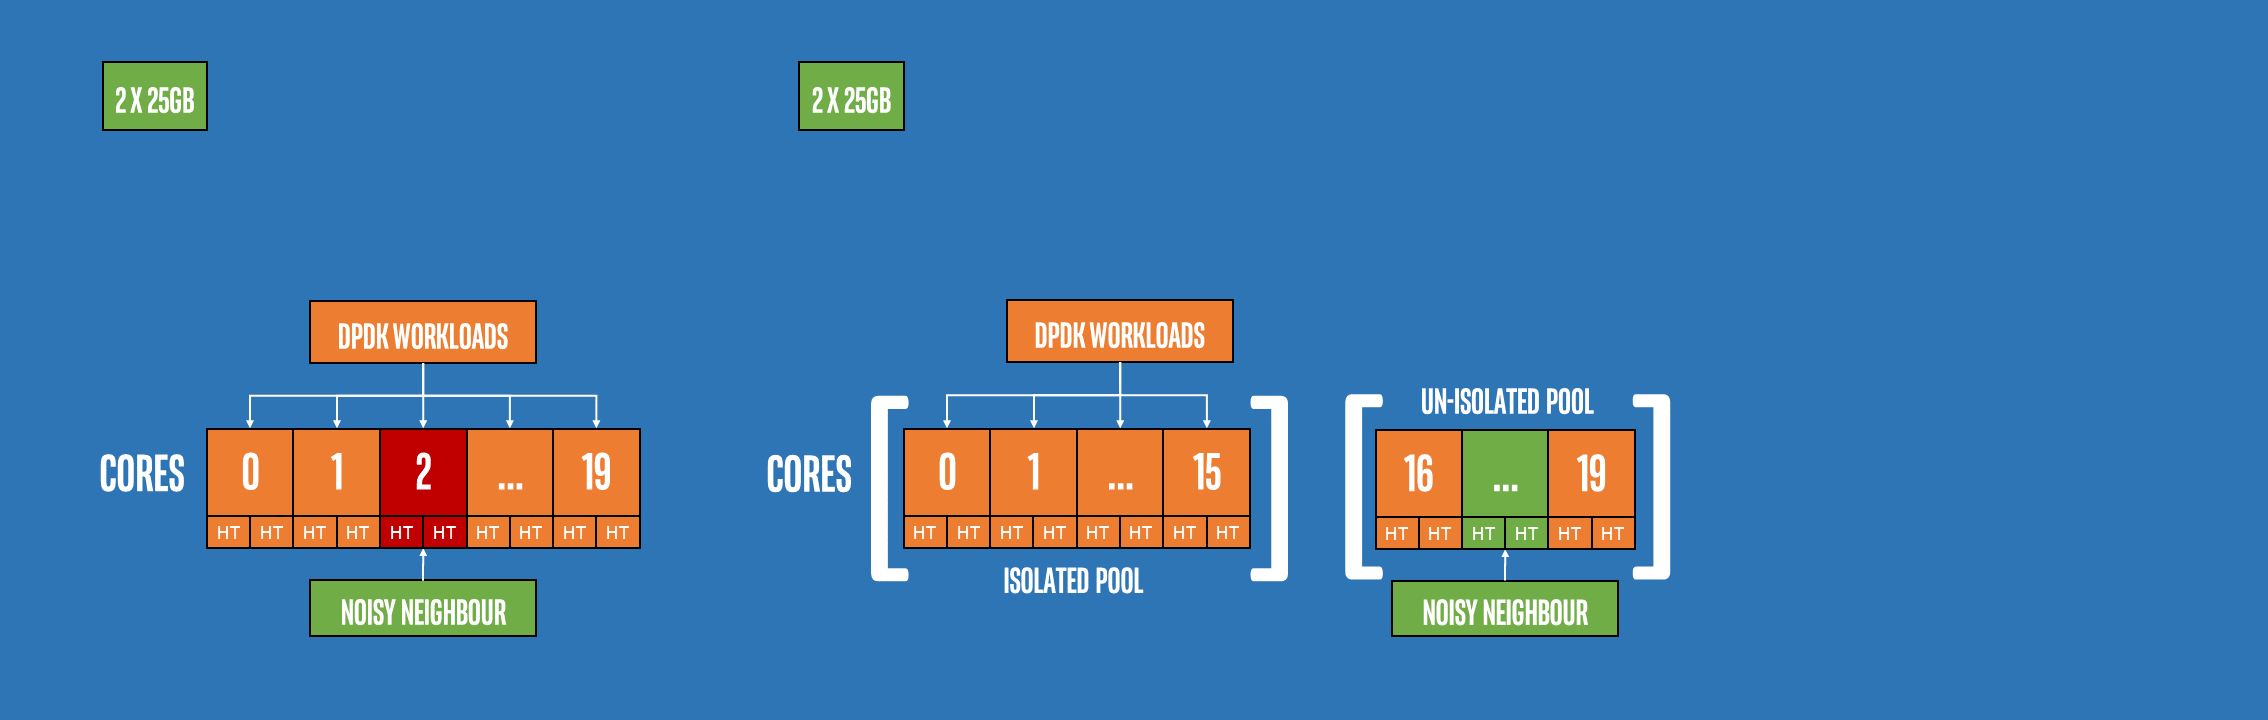 2 X 25GB
DPDK WORKLOADS
CORES 0 1 2 ... 19
HT HT HT HT HT HT HT HT HT HT
NOISY NEIGHBOUR
2 X 25GB
DPDK WORKLOADS
CORES 0 1 ... 15
HT HT HT HT HT HT HT HT
ISOLATED POOL
UN-ISOLATED POOL
16 ... 19
HT HT HT HT HT HT
NOISY NEIGHBOUR